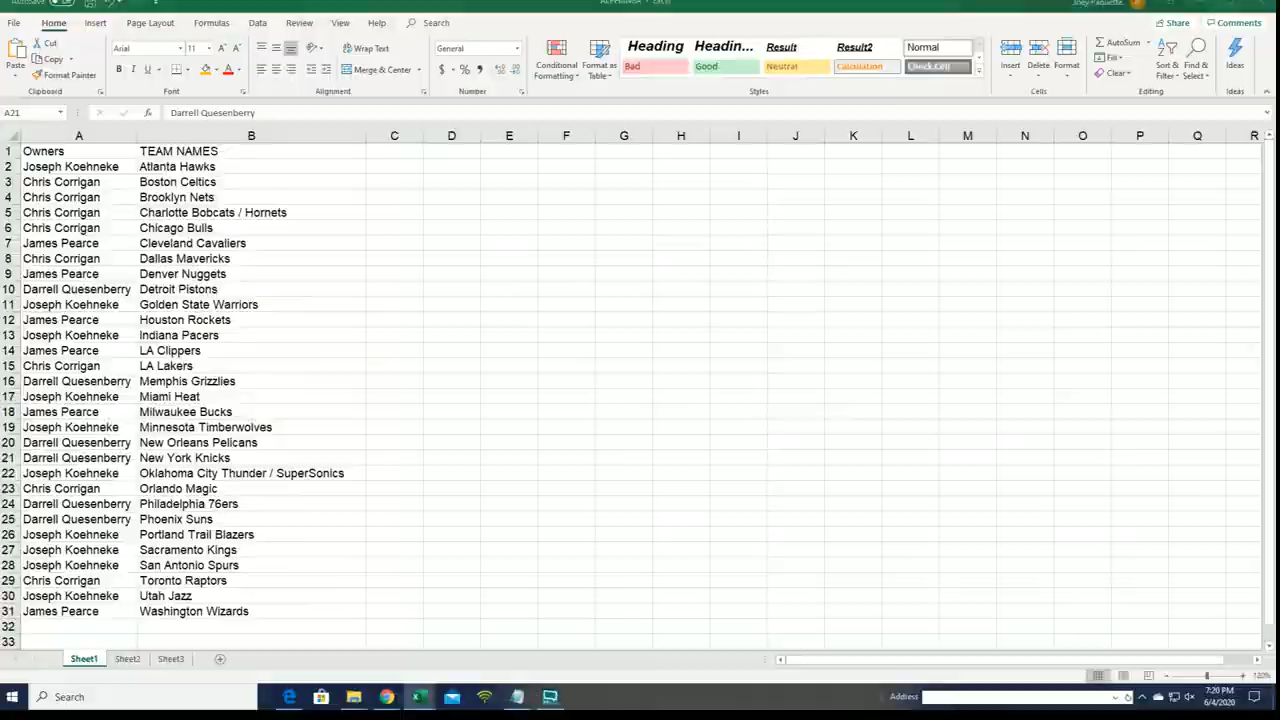 File Home Insert Page Layout Formulas Data Review View Help Search Share Comments
Cut Arial 11 Wrap Text General Heading Headin... Result Result2 Normal AutoSum
Copy Fill
Paste Format Painter B I U Merge & Center $ % Conditional Formatting Format as Table Bad Good Neutral Calculation Check Cell Insert Delete Format Clear Sort & Filter Find & Select Ideas
Clipboard Font Alignment Number Styles Cells Editing Ideas
A21 fx Darrell Quesenberry
A B C D E F G H I J K L M N O P Q R
1 Owners TEAM NAMES
2 Joseph Koehneke Atlanta Hawks
3 Chris Corrigan Boston Celtics
4 Chris Corrigan Brooklyn Nets
5 Chris Corrigan Charlotte Bobcats / Hornets
6 Chris Corrigan Chicago Bulls
7 James Pearce Cleveland Cavaliers
8 Chris Corrigan Dallas Mavericks
9 James Pearce Denver Nuggets
10 Darrell Quesenberry Detroit Pistons
11 Joseph Koehneke Golden State Warriors
12 James Pearce Houston Rockets
13 Joseph Koehneke Indiana Pacers
14 James Pearce LA Clippers
15 Chris Corrigan LA Lakers
16 Darrell Quesenberry Memphis Grizzlies
17 Joseph Koehneke Miami Heat
18 James Pearce Milwaukee Bucks
19 Joseph Koehneke Minnesota Timberwolves
20 Darrell Quesenberry New Orleans Pelicans
21 Darrell Quesenberry New York Knicks
22 Joseph Koehneke Oklahoma City Thunder / SuperSonics
23 Chris Corrigan Orlando Magic
24 Darrell Quesenberry Philadelphia 76ers
25 Darrell Quesenberry Phoenix Suns
26 Joseph Koehneke Portland Trail Blazers
27 Joseph Koehneke Sacramento Kings
28 Joseph Koehneke San Antonio Spurs
29 Chris Corrigan Toronto Raptors
30 Joseph Koehneke Utah Jazz
31 James Pearce Washington Wizards
32
33
Sheet1 Sheet2 Sheet3
120%
Search Address 7:20 PM
6/4/2020